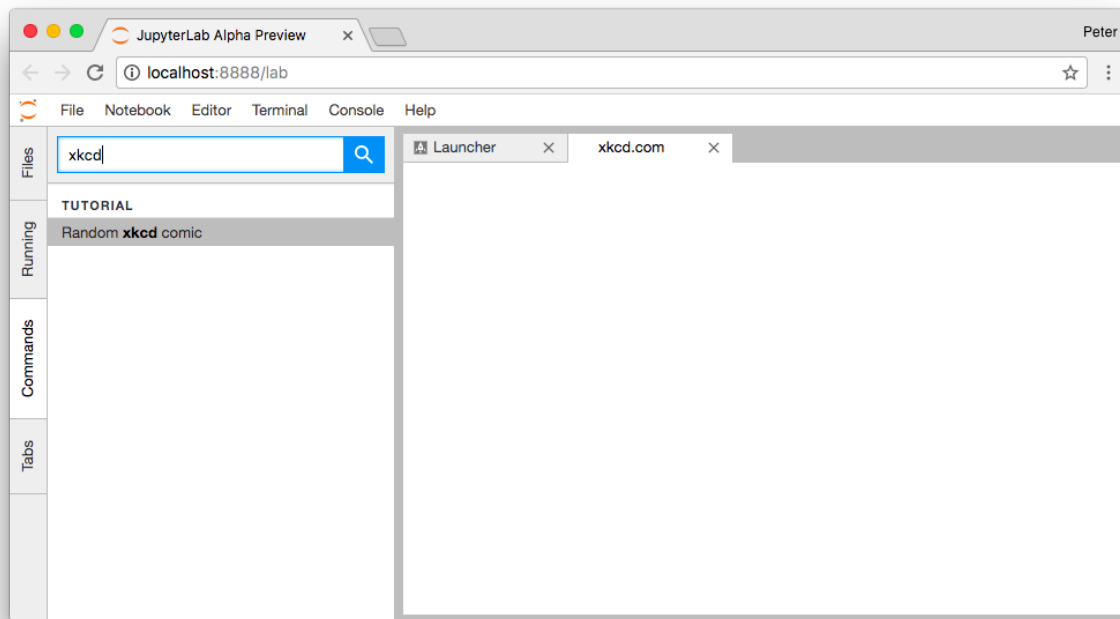 JupyterLab Alpha Preview
Peter
localhost:8888/lab
File Notebook Editor Terminal Console Help
Files
Running
Commands
Tabs
xkcd
TUTORIAL
Random xkcd comic
Launcher
xkcd.com